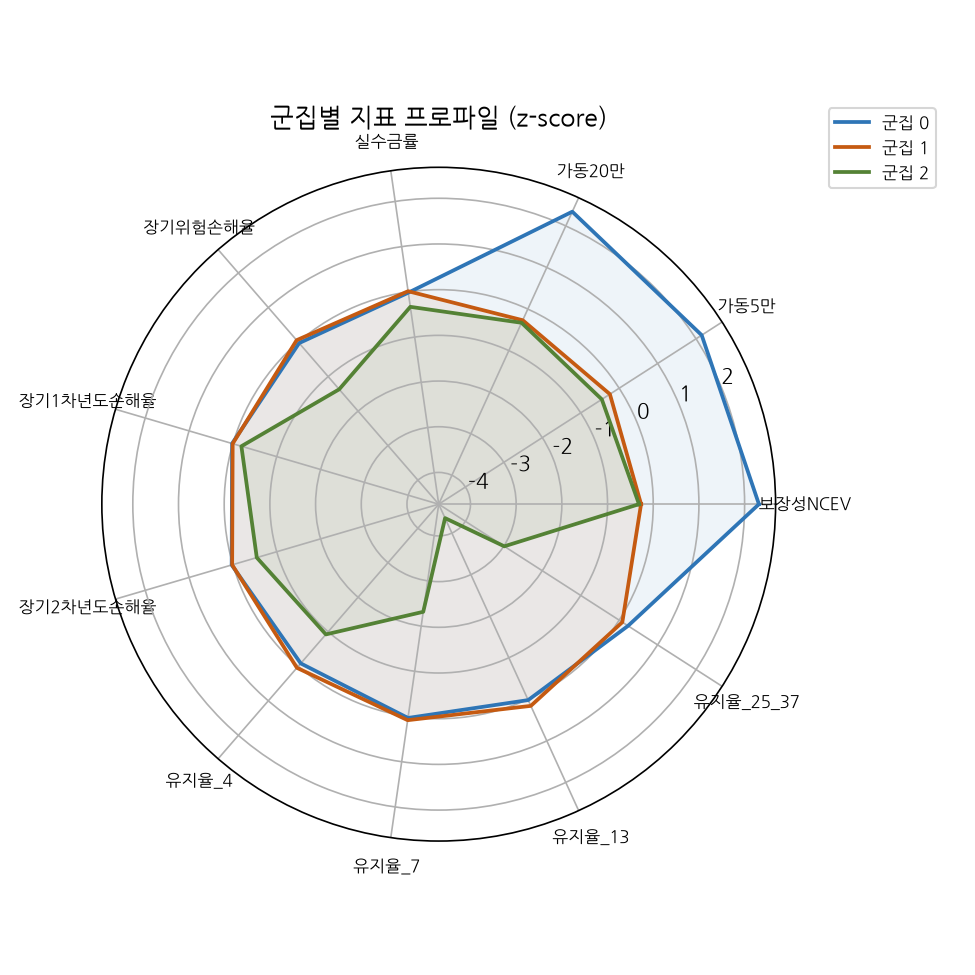 군집별 지표 프로파일 (z-score)
군집 0
군집 1
군집 2
실수금률
가동20만
장기위험손해율
가동5만
2
1
0
장기1차년도손해율
-1
-2
-3
-4
보장성NCEV
장기2차년도손해율
유지율_25_37
유지율_4
유지율_13
유지율_7